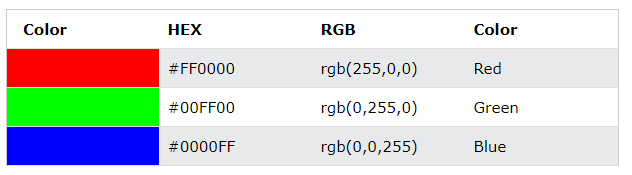 Color HEX RGB Color
#FF0000 rgb(255,0,0) Red
#00FF00 rgb(0,255,0) Green
#0000FF rgb(0,0,255) Blue